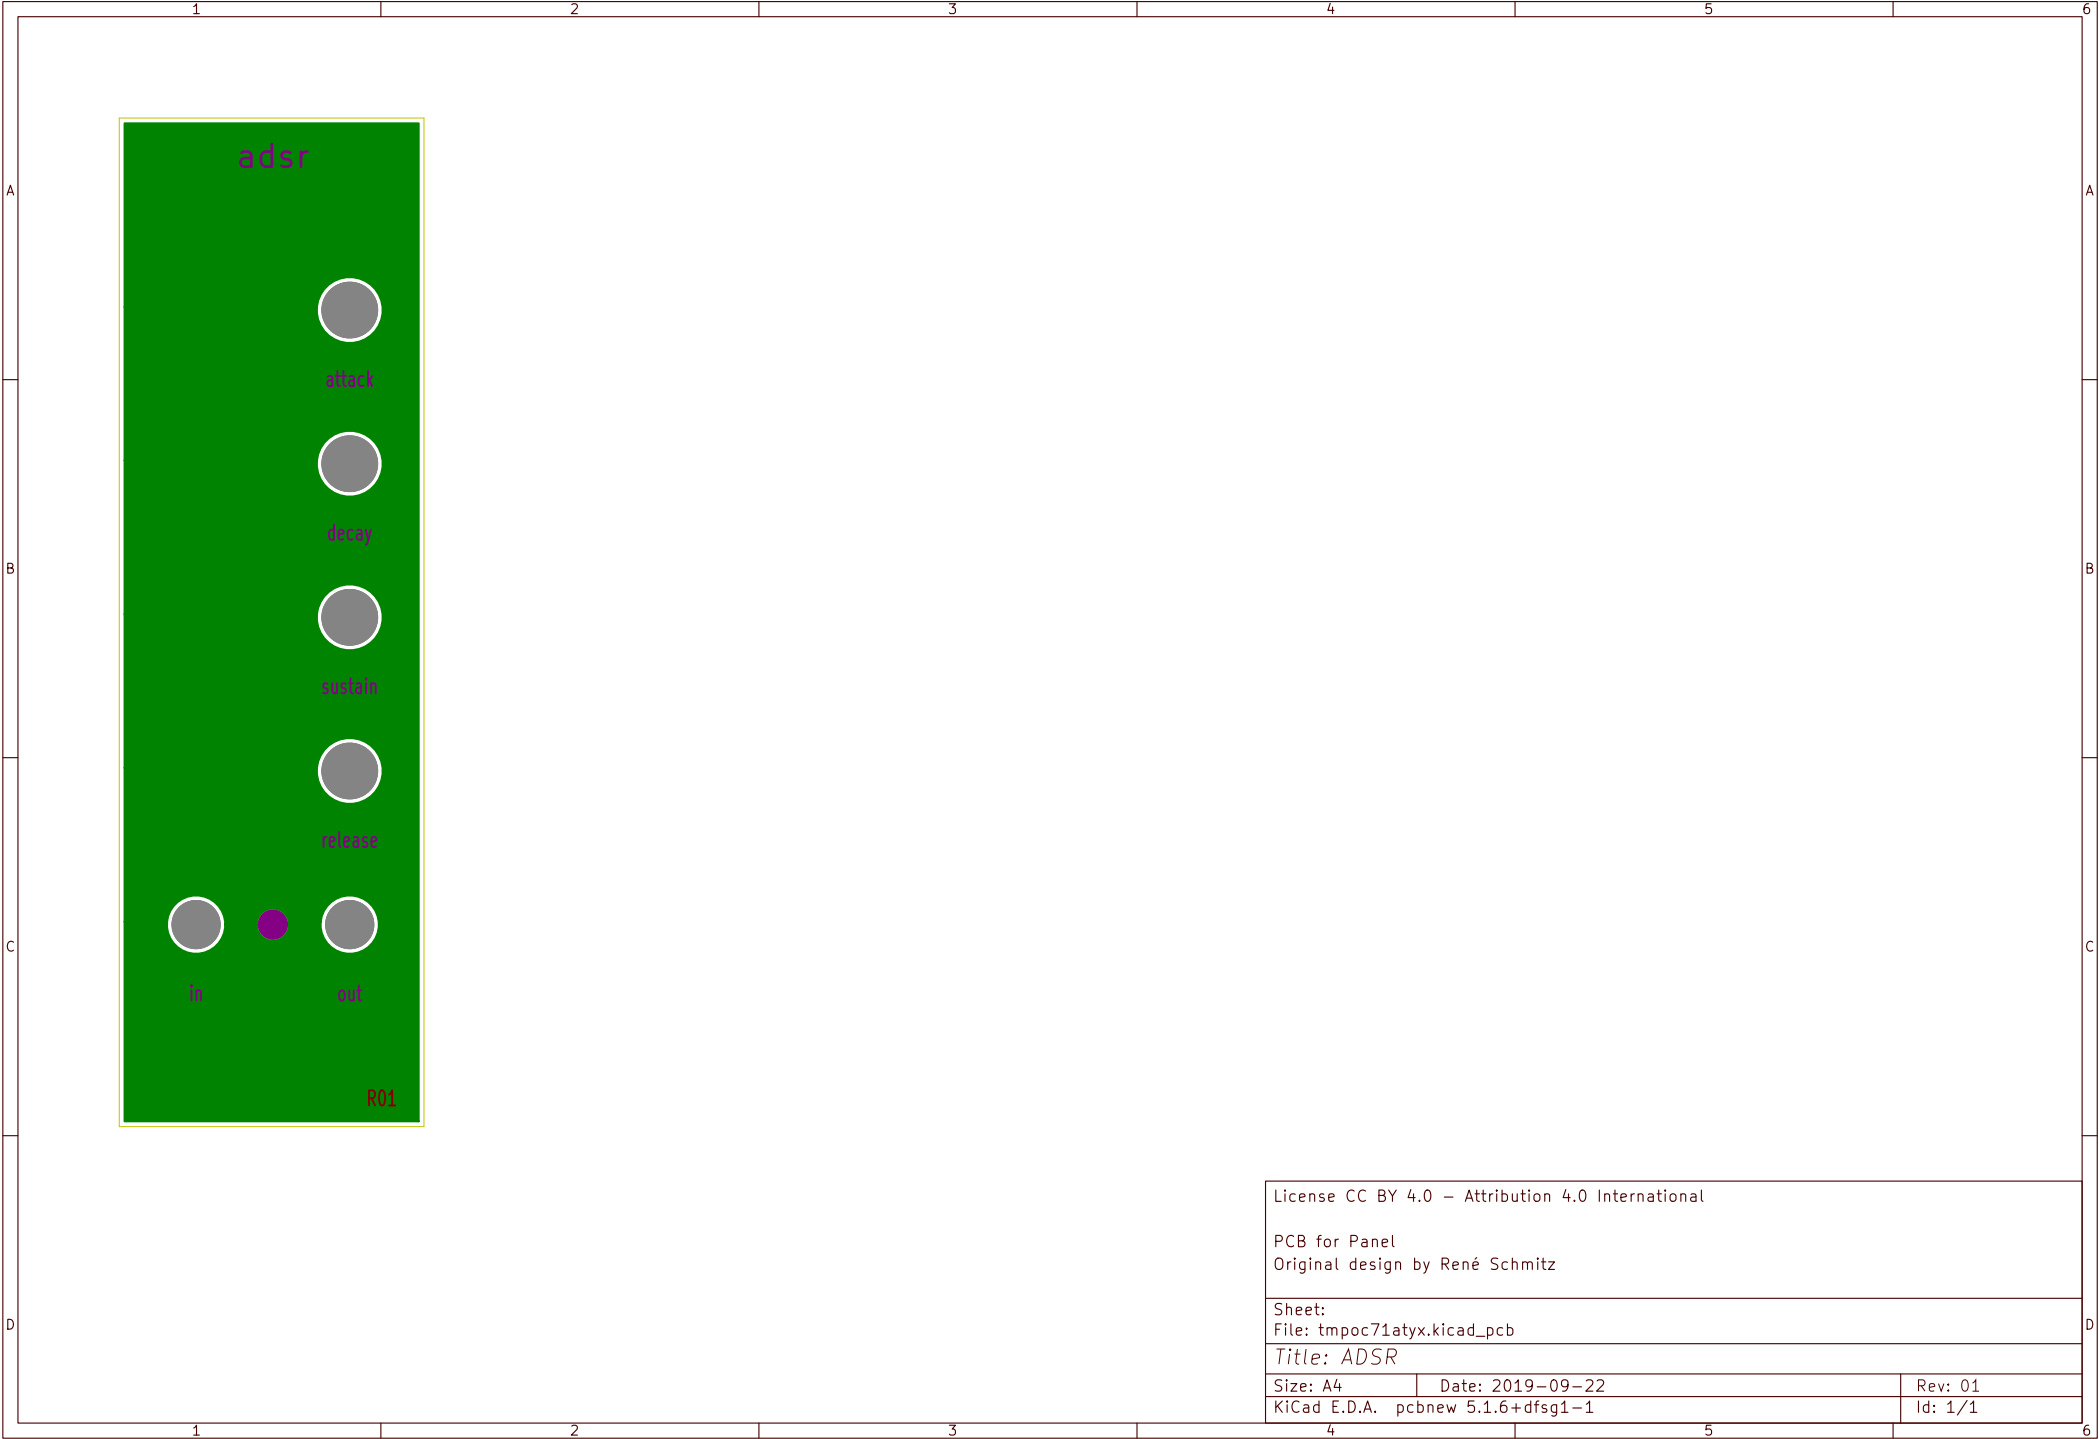 1 2 3 4 5 6
A A
adsr
attack
decay
B B
sustain
release
C C
in out
R01
License CC BY 4.0 – Attribution 4.0 International
PCB for Panel
Original design by René Schmitz
Sheet:
D D
File: tmpoc71atyx.kicad_pcb
Title: ADSR
Size: A4 Date: 2019-09-22 Rev: 01
KiCad E.D.A. pcbnew 5.1.6+dfsg1-1 Id: 1/1
1 2 3 4 5 6